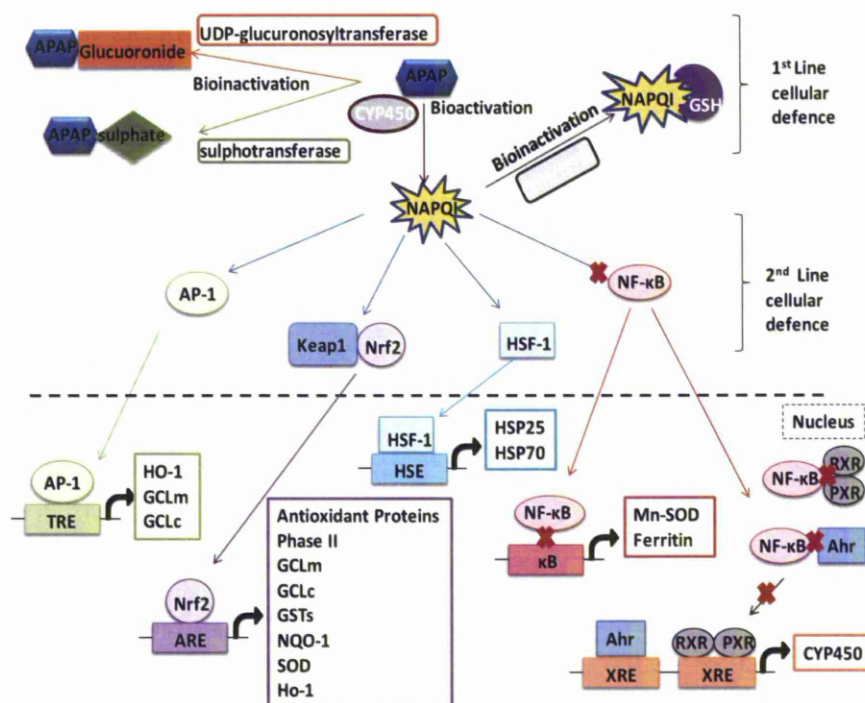 APAP Glucuoronide
UDP-glucuronosyltransferase
Bioinactivation
APAP
CYP450
Bioactivation
APAP sulphate
sulphotransferase
Bioinactivation
NAPQI
GSH
1st Line
cellular
defence
NAPQI
2nd Line
cellular
defence
AP-1
Keap1
Nrf2
HSF-1
NF-κB
Nucleus
AP-1
TRE
HO-1
GCLm
GCLc
HSF-1
HSE
HSP25
HSP70
Nrf2
ARE
Antioxidant Proteins
Phase II
GCLm
GCLc
GSTs
NQO-1
SOD
Ho-1
NF-κB
κB
Mn-SOD
Ferritin
NF-κB
RXR
PXR
NF-κB
Ahr
Ahr
XRE
RXR
PXR
XRE
CYP450